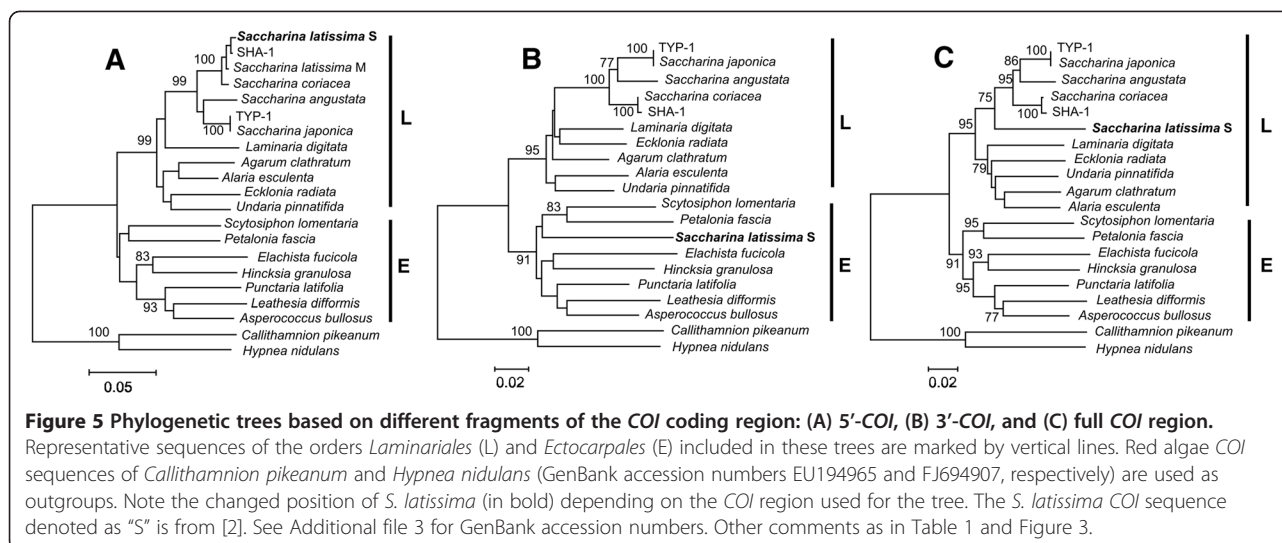 A
Saccharina latissima S
SHA-1
Saccharina latissima M
Saccharina coriacea
Saccharina angustata
TYP-1
Saccharina japonica
Laminaria digitata
Agarum clathratum
Alaria esculenta
Ecklonia radiata
Undaria pinnatifida
Scytosiphon lomentaria
Petalonia fascia
Elachista fucicola
Hincksia granulosa
Punctaria latifolia
Leathesia difformis
Asperococcus bullosus
Callithamnion pikeanum
Hypnea nidulans
100
99
100
99
83
93
100
L
E
0.05
B
TYP-1
Saccharina japonica
Saccharina angustata
Saccharina coriacea
SHA-1
Laminaria digitata
Ecklonia radiata
Agarum clathratum
Alaria esculenta
Undaria pinnatifida
Scytosiphon lomentaria
Petalonia fascia
Saccharina latissima S
Elachista fucicola
Hincksia granulosa
Punctaria latifolia
Leathesia difformis
Asperococcus bullosus
Callithamnion pikeanum
Hypnea nidulans
100
77
100
100
95
83
91
100
L
E
0.02
C
TYP-1
Saccharina japonica
Saccharina angustata
Saccharina coriacea
SHA-1
Saccharina latissima S
Laminaria digitata
Ecklonia radiata
Undaria pinnatifida
Agarum clathratum
Alaria esculenta
Scytosiphon lomentaria
Petalonia fascia
Elachista fucicola
Hincksia granulosa
Punctaria latifolia
Leathesia difformis
Asperococcus bullosus
Callithamnion pikeanum
Hypnea nidulans
100
86
95
100
75
95
79
95
91
93
95
77
100
L
E
0.02
Figure 5 Phylogenetic trees based on different fragments of the COI coding region: (A) 5′-COI, (B) 3′-COI, and (C) full COI region.
Representative sequences of the orders Laminariales (L) and Ectocarpales (E) included in these trees are marked by vertical lines. Red algae COI
sequences of Callithamnion pikeanum and Hypnea nidulans (GenBank accession numbers EU194965 and FJ694907, respectively) are used as
outgroups. Note the changed position of S. latissima (in bold) depending on the COI region used for the tree. The S. latissima COI sequence
denoted as “S” is from [2]. See Additional file 3 for GenBank accession numbers. Other comments as in Table 1 and Figure 3.